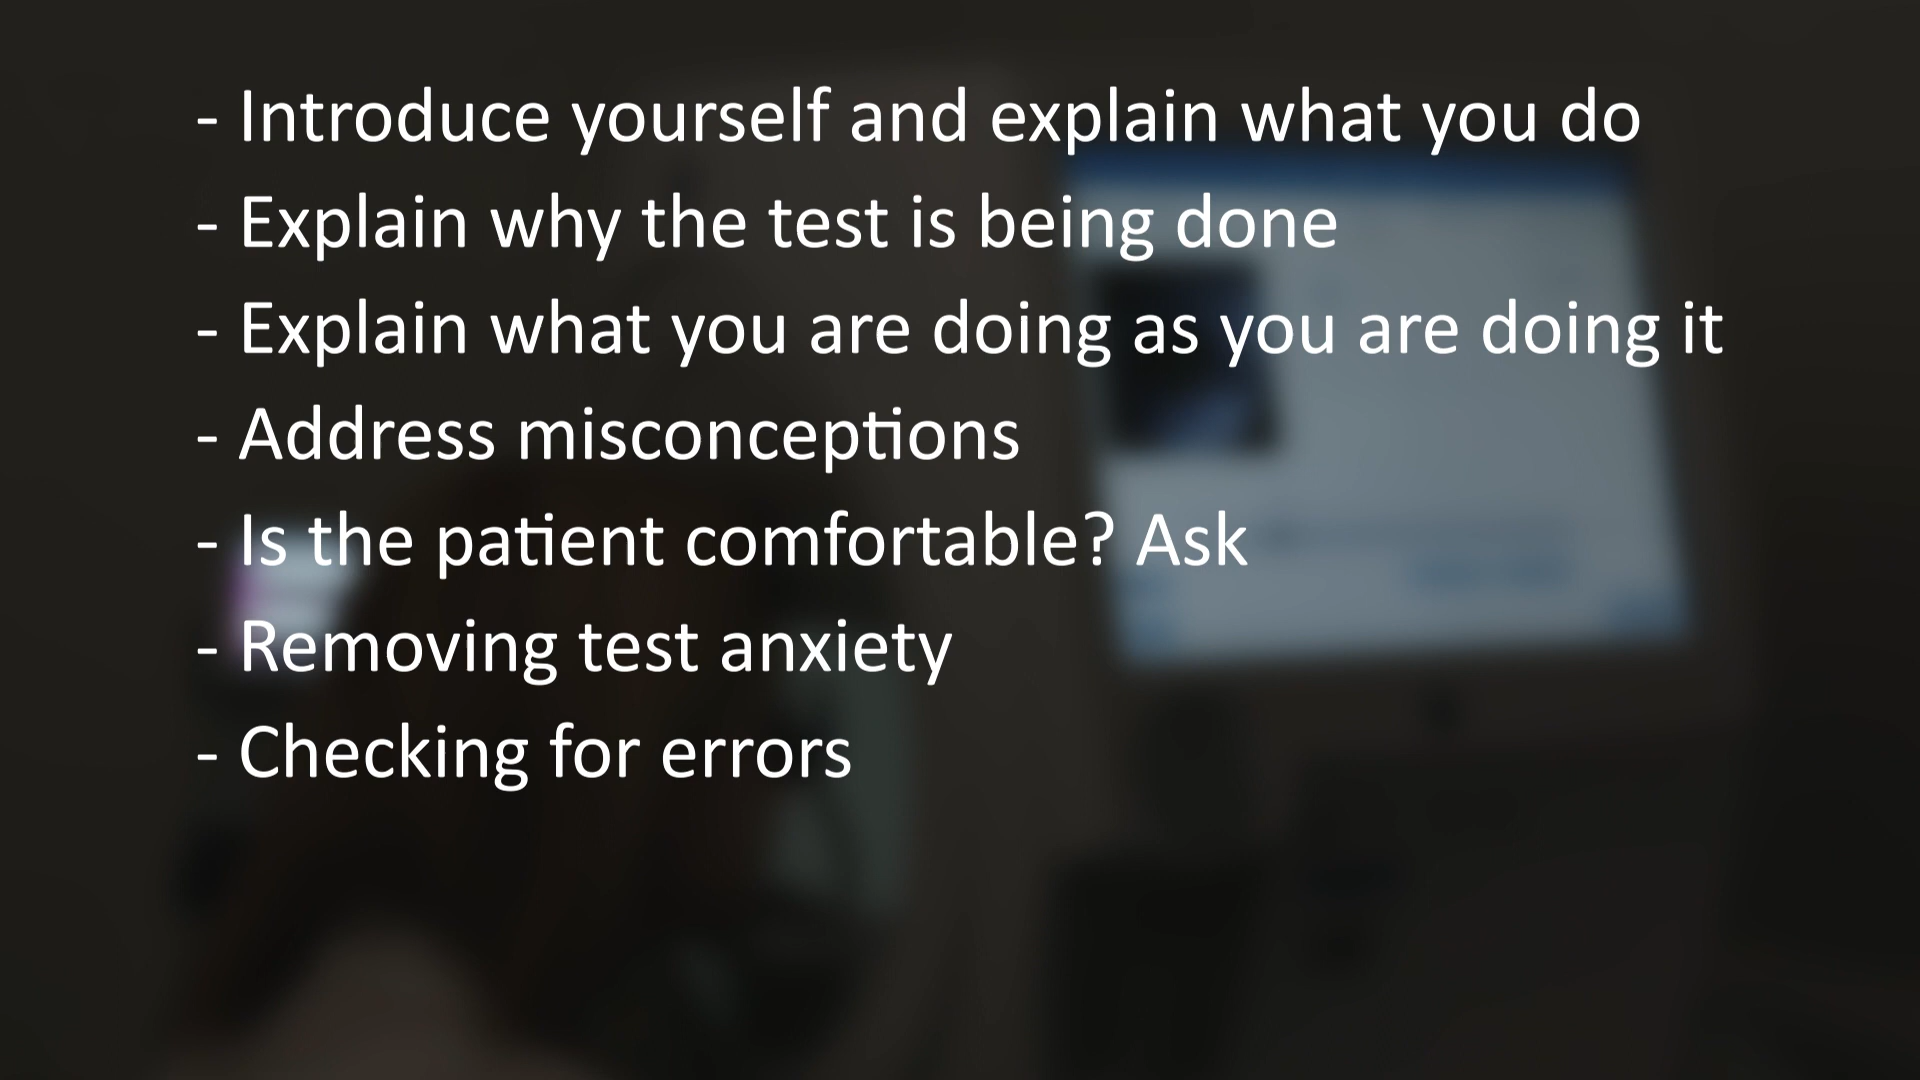 - Introduce yourself and explain what you do
- Explain why the test is being done
- Explain what you are doing as you are doing it
- Address misconceptions
- Is the patient comfortable? Ask
- Removing test anxiety
- Checking for errors